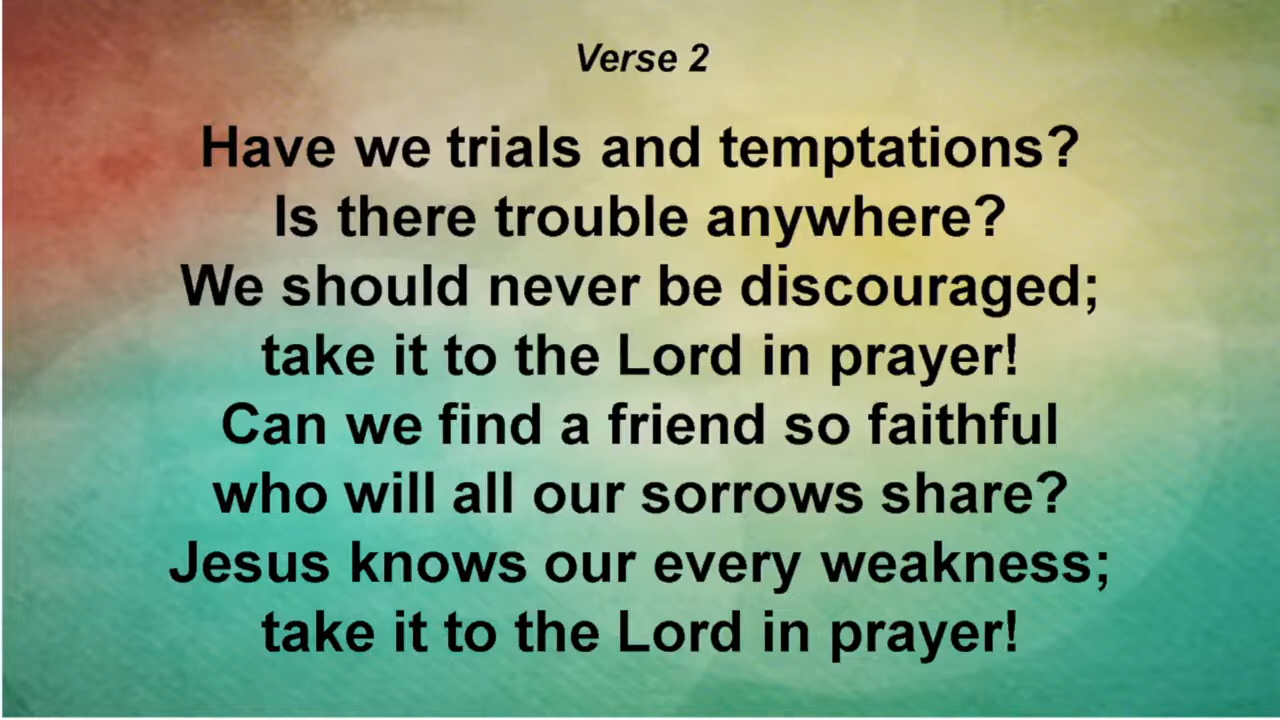 Verse 2
Have we trials and temptations?
Is there trouble anywhere?
We should never be discouraged;
take it to the Lord in prayer!
Can we find a friend so faithful
who will all our sorrows share?
Jesus knows our every weakness;
take it to the Lord in prayer!